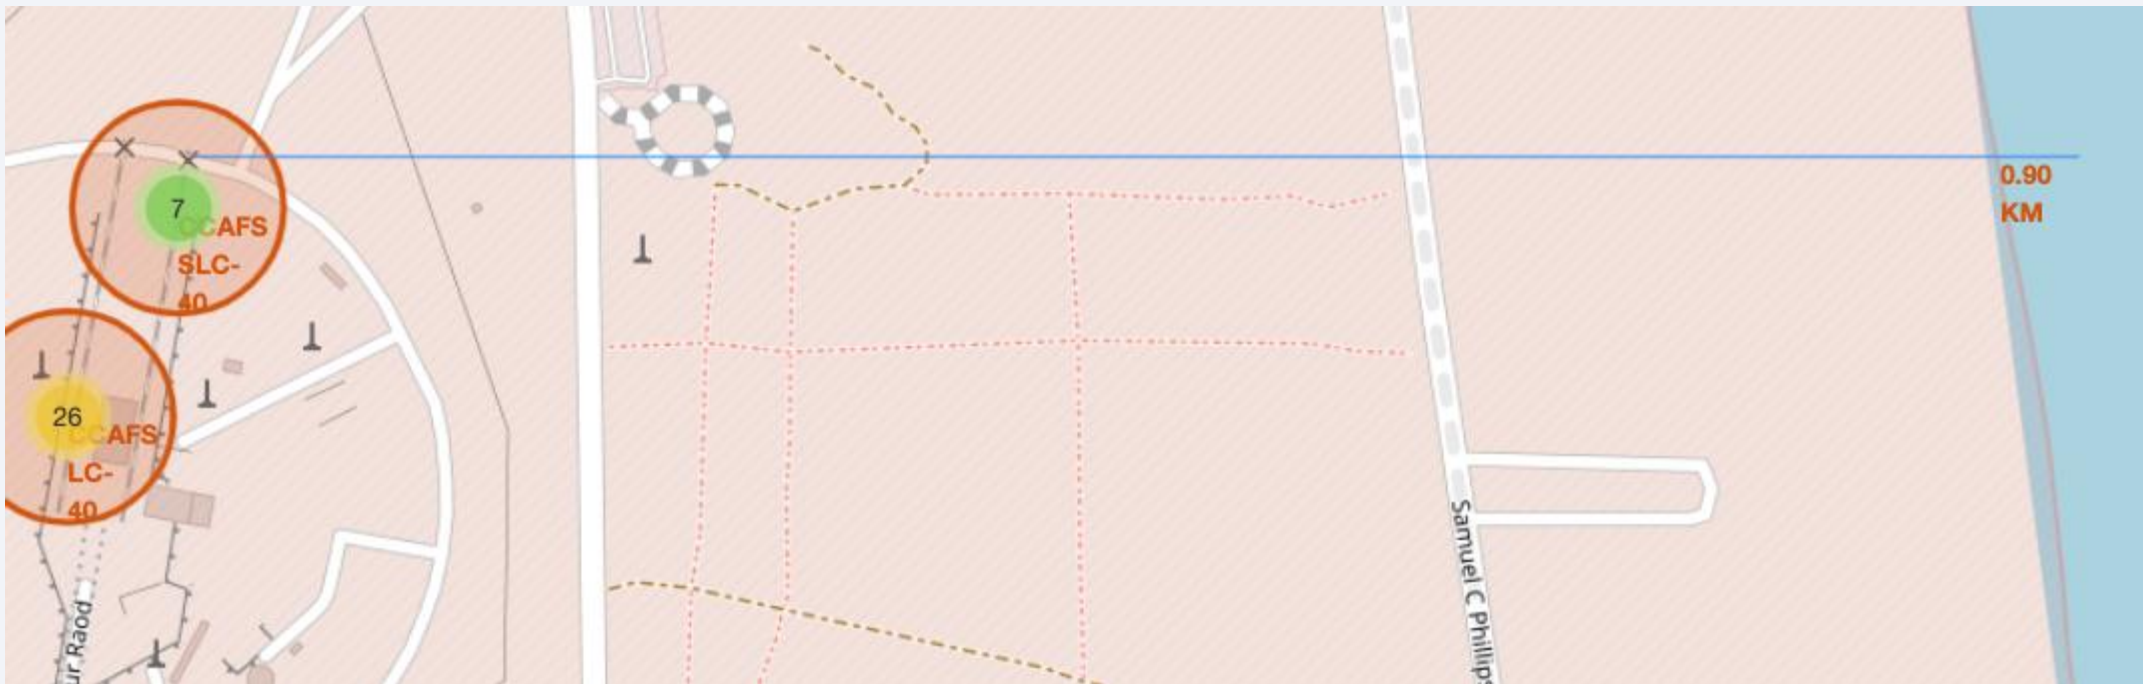 7
CCAFS
SLC-
40
26
CCAFS
LC-
40
0.90
KM
Samuel C Phillips
ur Raod